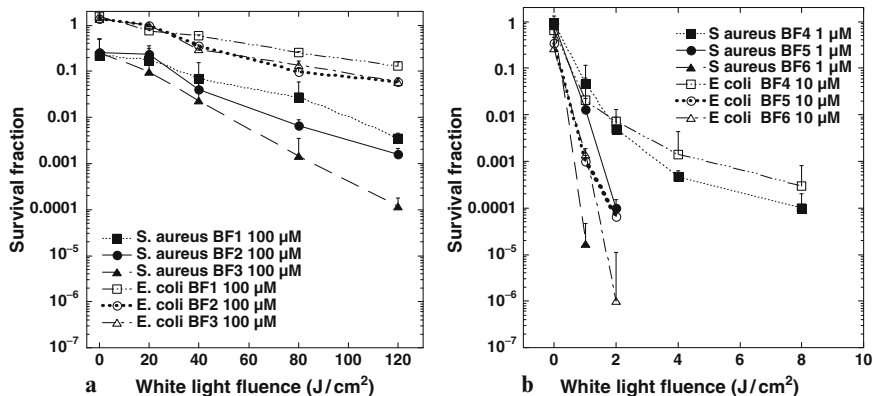 1
0.1
0.01
0.001
0.0001
10⁻⁵
10⁻⁶
10⁻⁷
Survival fraction
S. aureus BF1 100 µM
S. aureus BF2 100 µM
S. aureus BF3 100 µM
E. coli BF1 100 µM
E. coli BF2 100 µM
E. coli BF3 100 µM
0 20 40 60 80 100 120
a White light fluence (J/cm²)
1
0.1
0.01
0.001
0.0001
10⁻⁵
10⁻⁶
10⁻⁷
Survival fraction
S aureus BF4 1 µM
S aureus BF5 1 µM
S aureus BF6 1 µM
E coli BF4 10 µM
E coli BF5 10 µM
E coli BF6 10 µM
0 2 4 6 8 10
b White light fluence (J/cm²)